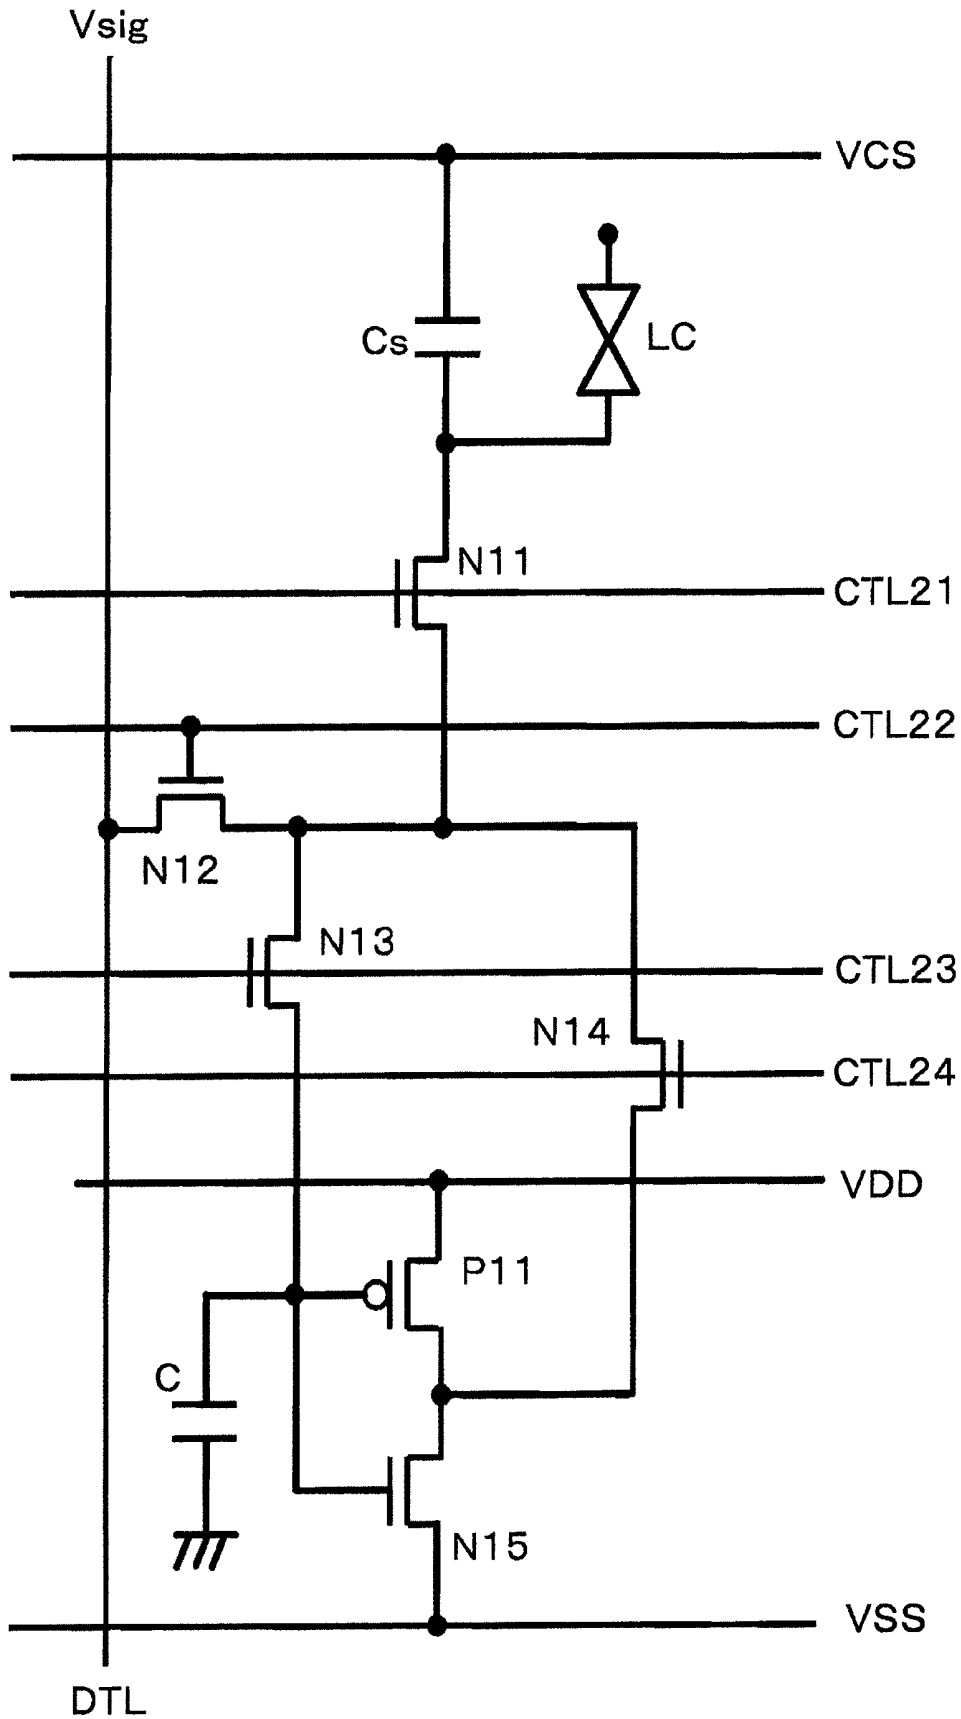 Vsig
VCS
Cs
LC
N11
CTL21
CTL22
N12
N13
CTL23
N14
CTL24
VDD
P11
C
N15
VSS
DTL